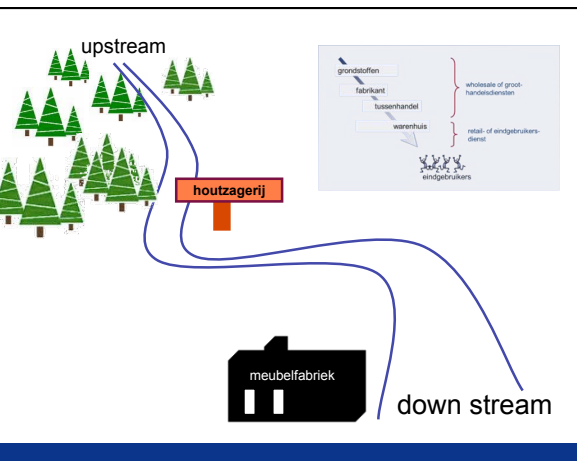 upstream
grondstoffen
fabrikant
tussenhandel
warenhuis
eindgebruikers
wholesale of groot-
handelsdiensten
retail- of eindgebruikers-
dienst
houtzagerij
meubelfabriek
down stream